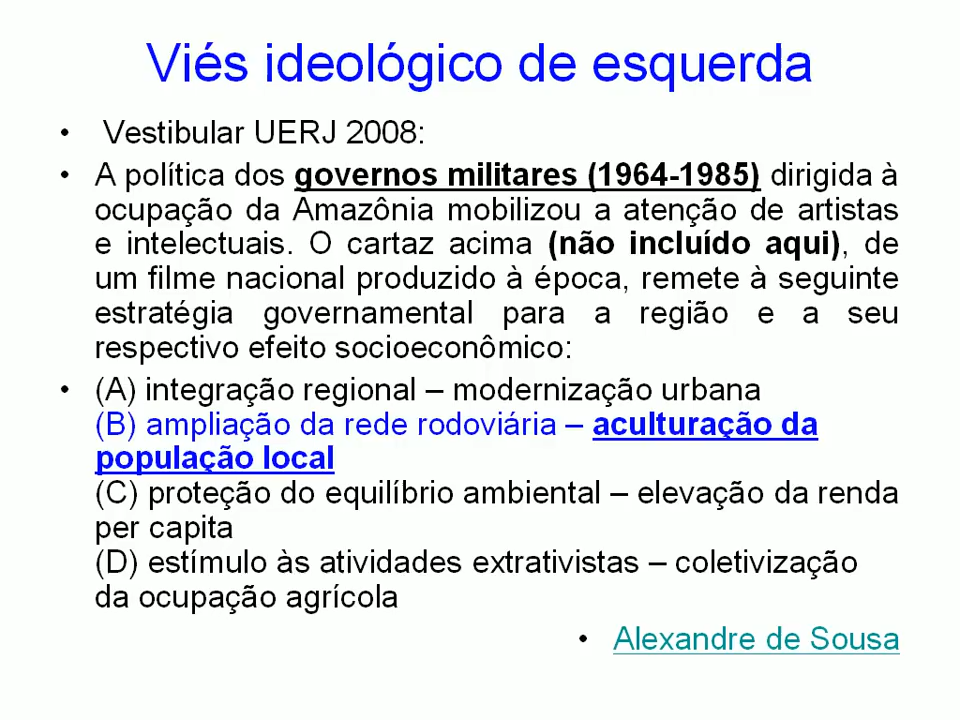 Viés ideológico de esquerda
• Vestibular UERJ 2008:
• A política dos governos militares (1964-1985) dirigida à
ocupação da Amazônia mobilizou a atenção de artistas
e intelectuais. O cartaz acima (não incluído aqui), de
um filme nacional produzido à época, remete à seguinte
estratégia governamental para a região e a seu
respectivo efeito socioeconômico:
• (A) integração regional – modernização urbana
(B) ampliação da rede rodoviária – aculturação da
população local
(C) proteção do equilíbrio ambiental – elevação da renda
per capita
(D) estímulo às atividades extrativistas – coletivização
da ocupação agrícola
• Alexandre de Sousa